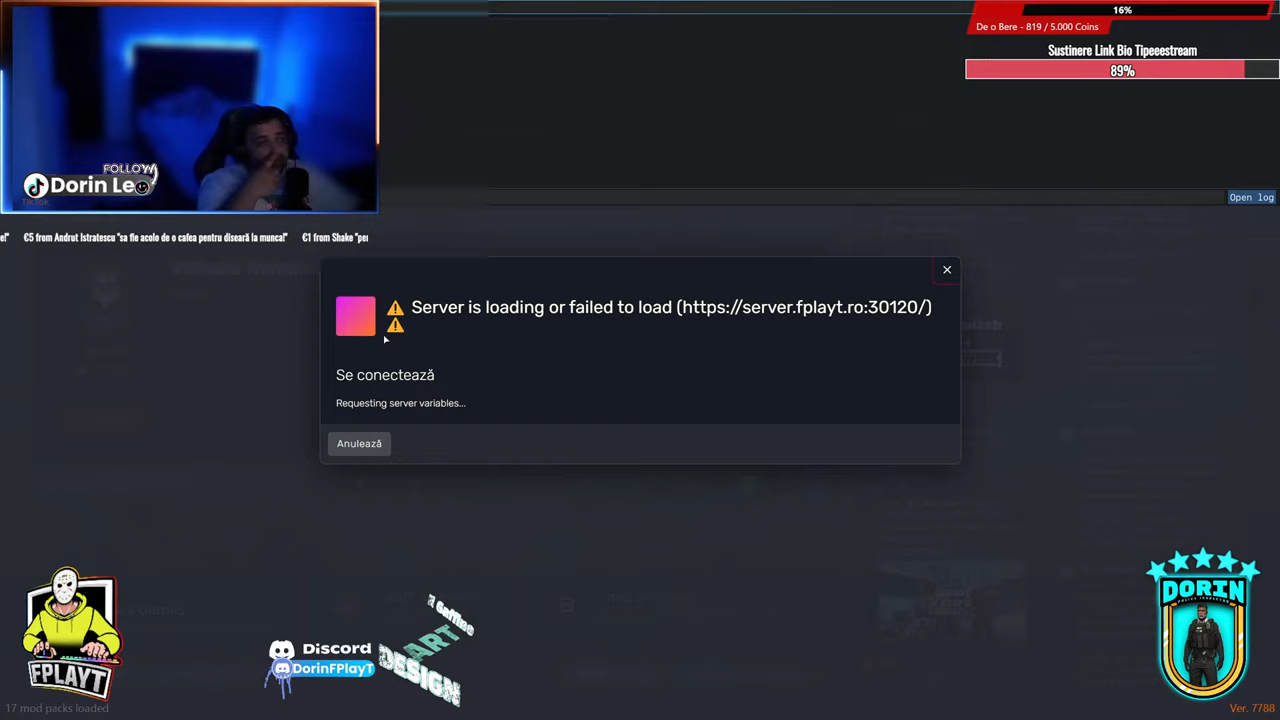 16%
De o Bere - 819 / 5.000 Coins
Sustinere Link Bio Tipeeestream
89%
FOLLOW
Dorin Le
TikTok
Open log
e!" €5 from Andrut Istratescu "sa fie acolo de o cafea pentru diseară la munca!" €1 from Shake "per
Server is loading or failed to load (https://server.fplayt.ro:30120/)
Se conectează
Requesting server variables...
Anulează
DORIN
FPLAYT
Discord
DorinFPlayT
ART
DESIGN
17 mod packs loaded
Ver. 7788